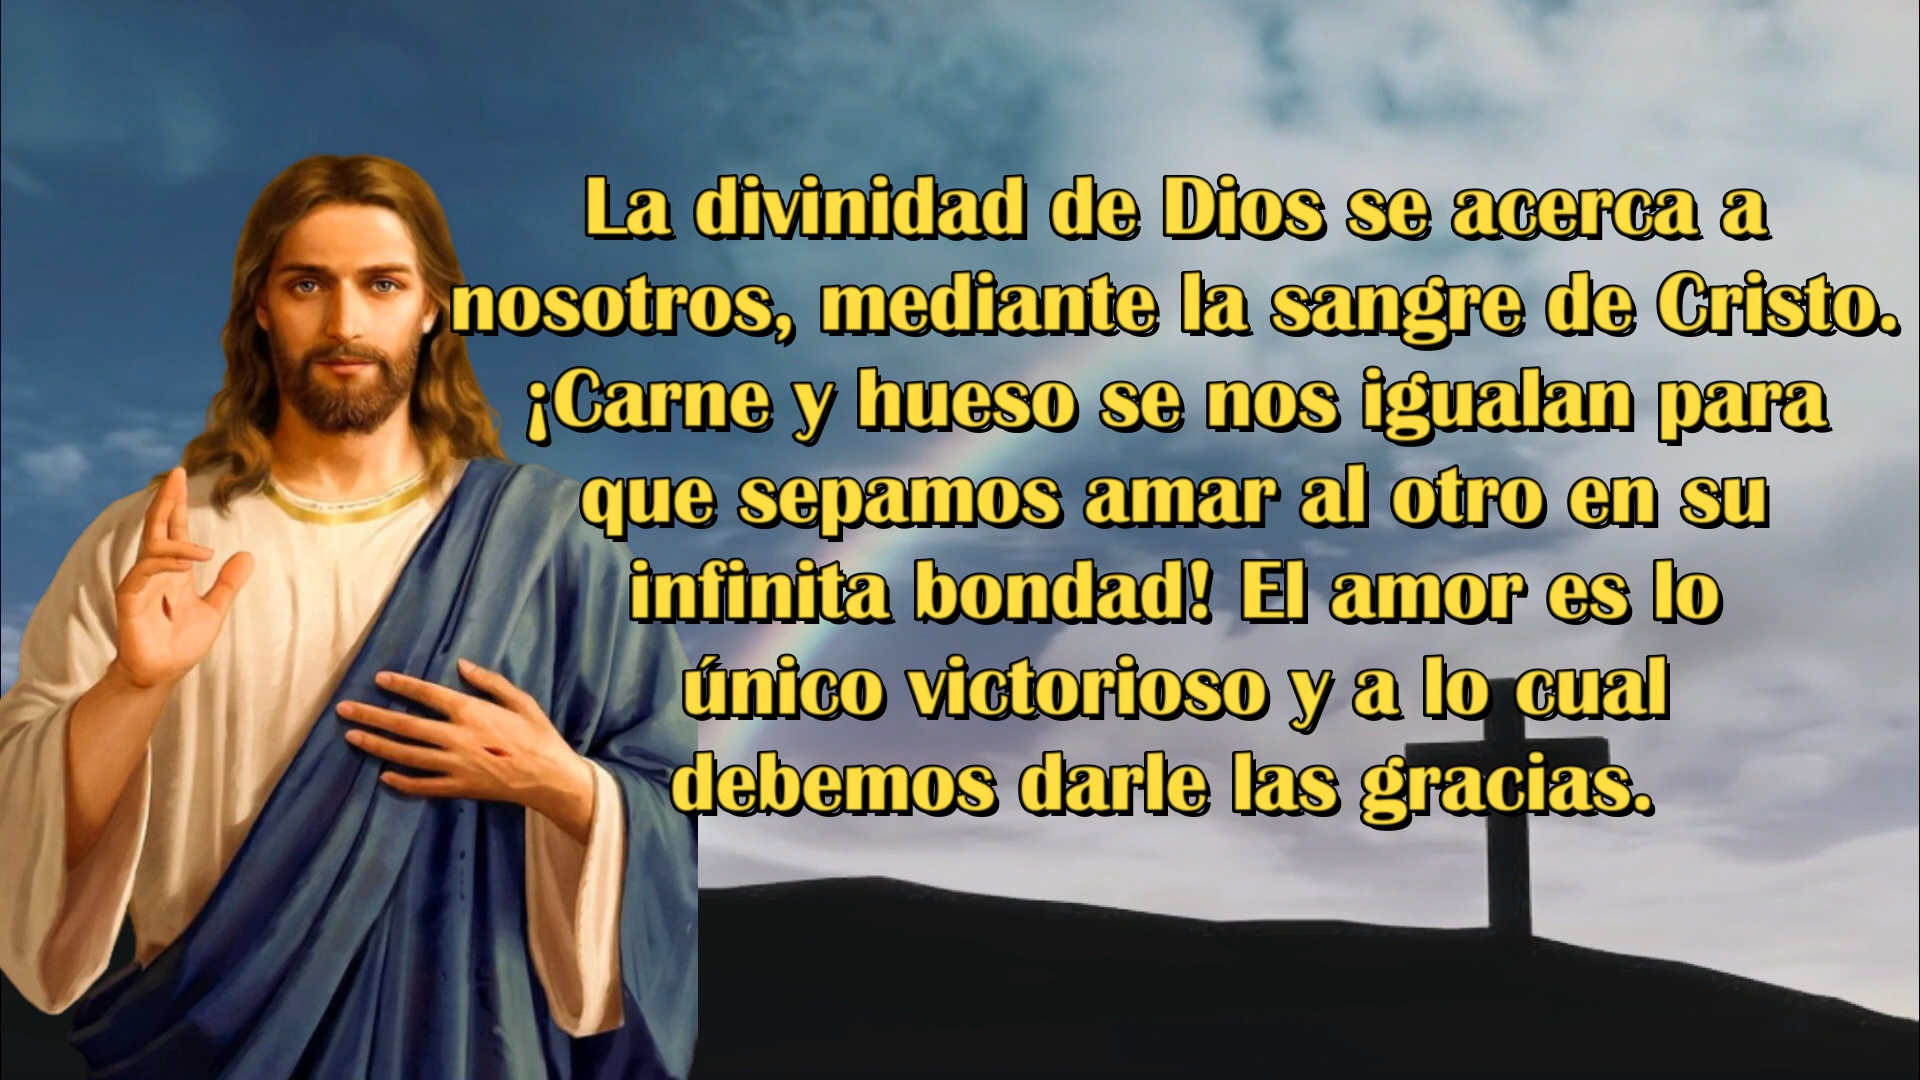 La divinidad de Dios se acerca a
nosotros, mediante la sangre de Cristo.
¡Carne y hueso se nos igualan para
que sepamos amar al otro en su
infinita bondad! El amor es lo
único victorioso y a lo cual
debemos darle las gracias.